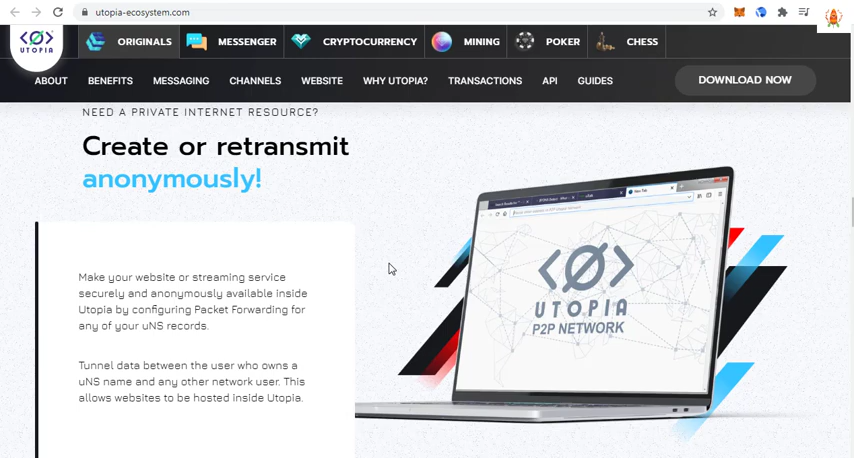 utopia-ecosystem.com
UTOPIA
ORIGINALS
MESSENGER
CRYPTOCURRENCY
MINING
POKER
CHESS
ABOUT
BENEFITS
MESSAGING
CHANNELS
WEBSITE
WHY UTOPIA?
TRANSACTIONS
API
GUIDES
DOWNLOAD NOW
NEED A PRIVATE INTERNET RESOURCE?
Create or retransmit
anonymously!
Make your website or streaming service
securely and anonymously available inside
Utopia by configuring Packet Forwarding for
any of your uNS records.
Tunnel data between the user who owns a
uNS name and any other network user. This
allows websites to be hosted inside Utopia.
New Tab
UTOPIA
P2P NETWORK